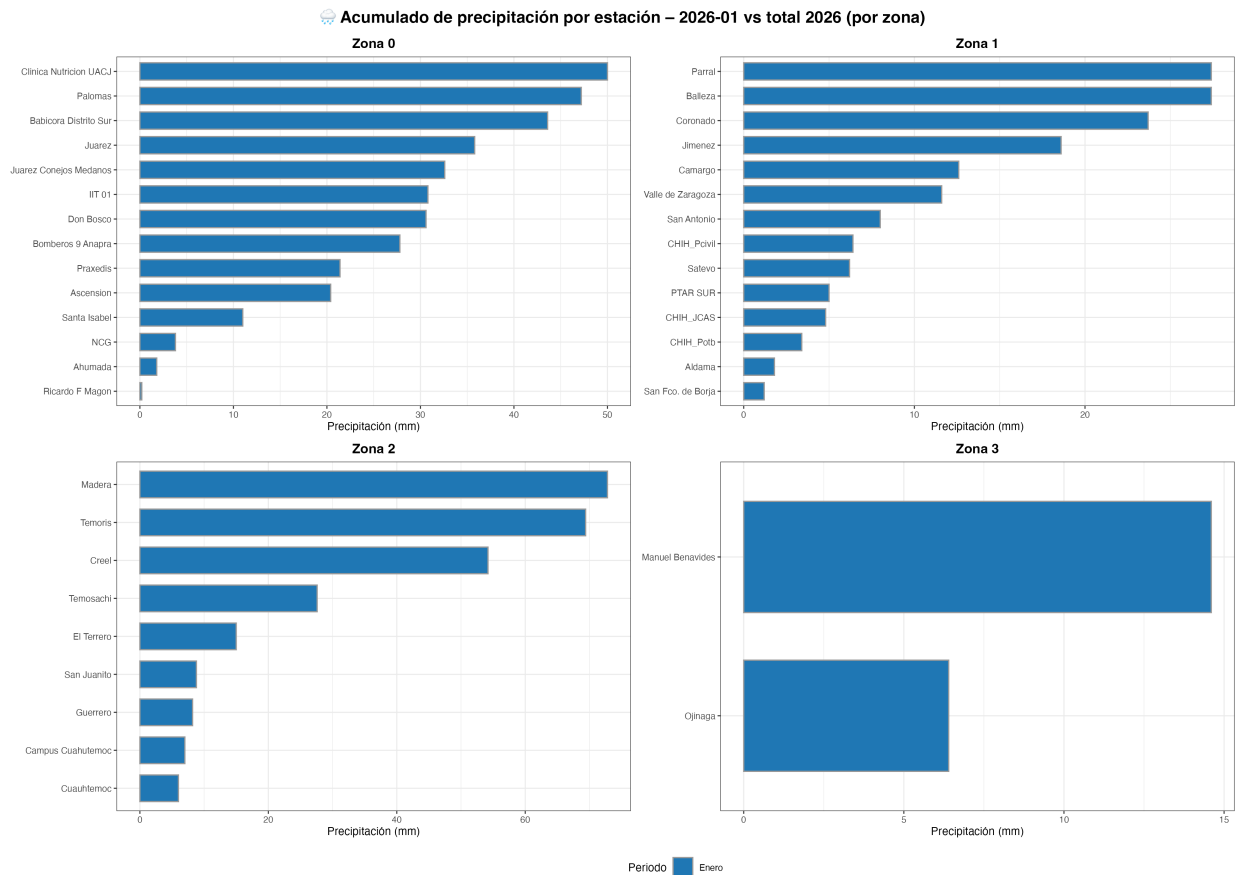 🌧️ Acumulado de precipitación por estación – 2026-01 vs total 2026 (por zona)
Zona 0
Clinica Nutricion UACJ
Palomas
Babicora Distrito Sur
Juarez
Juarez Conejos Medanos
IIT 01
Don Bosco
Bomberos 9 Anapra
Praxedis
Ascension
Santa Isabel
NCG
Ahumada
Ricardo F Magon
0 10 20 30 40 50
Precipitación (mm)
Zona 1
Parral
Balleza
Coronado
Jimenez
Camargo
Valle de Zaragoza
San Antonio
CHIH_Pcivil
Satevo
PTAR SUR
CHIH_JCAS
CHIH_Potb
Aldama
San Fco. de Borja
0 10 20
Precipitación (mm)
Zona 2
Madera
Temoris
Creel
Temosachi
El Terrero
San Juanito
Guerrero
Campus Cuahutemoc
Cuauhtemoc
0 20 40 60
Precipitación (mm)
Zona 3
Manuel Benavides
Ojinaga
0 5 10 15
Precipitación (mm)
Periodo Enero